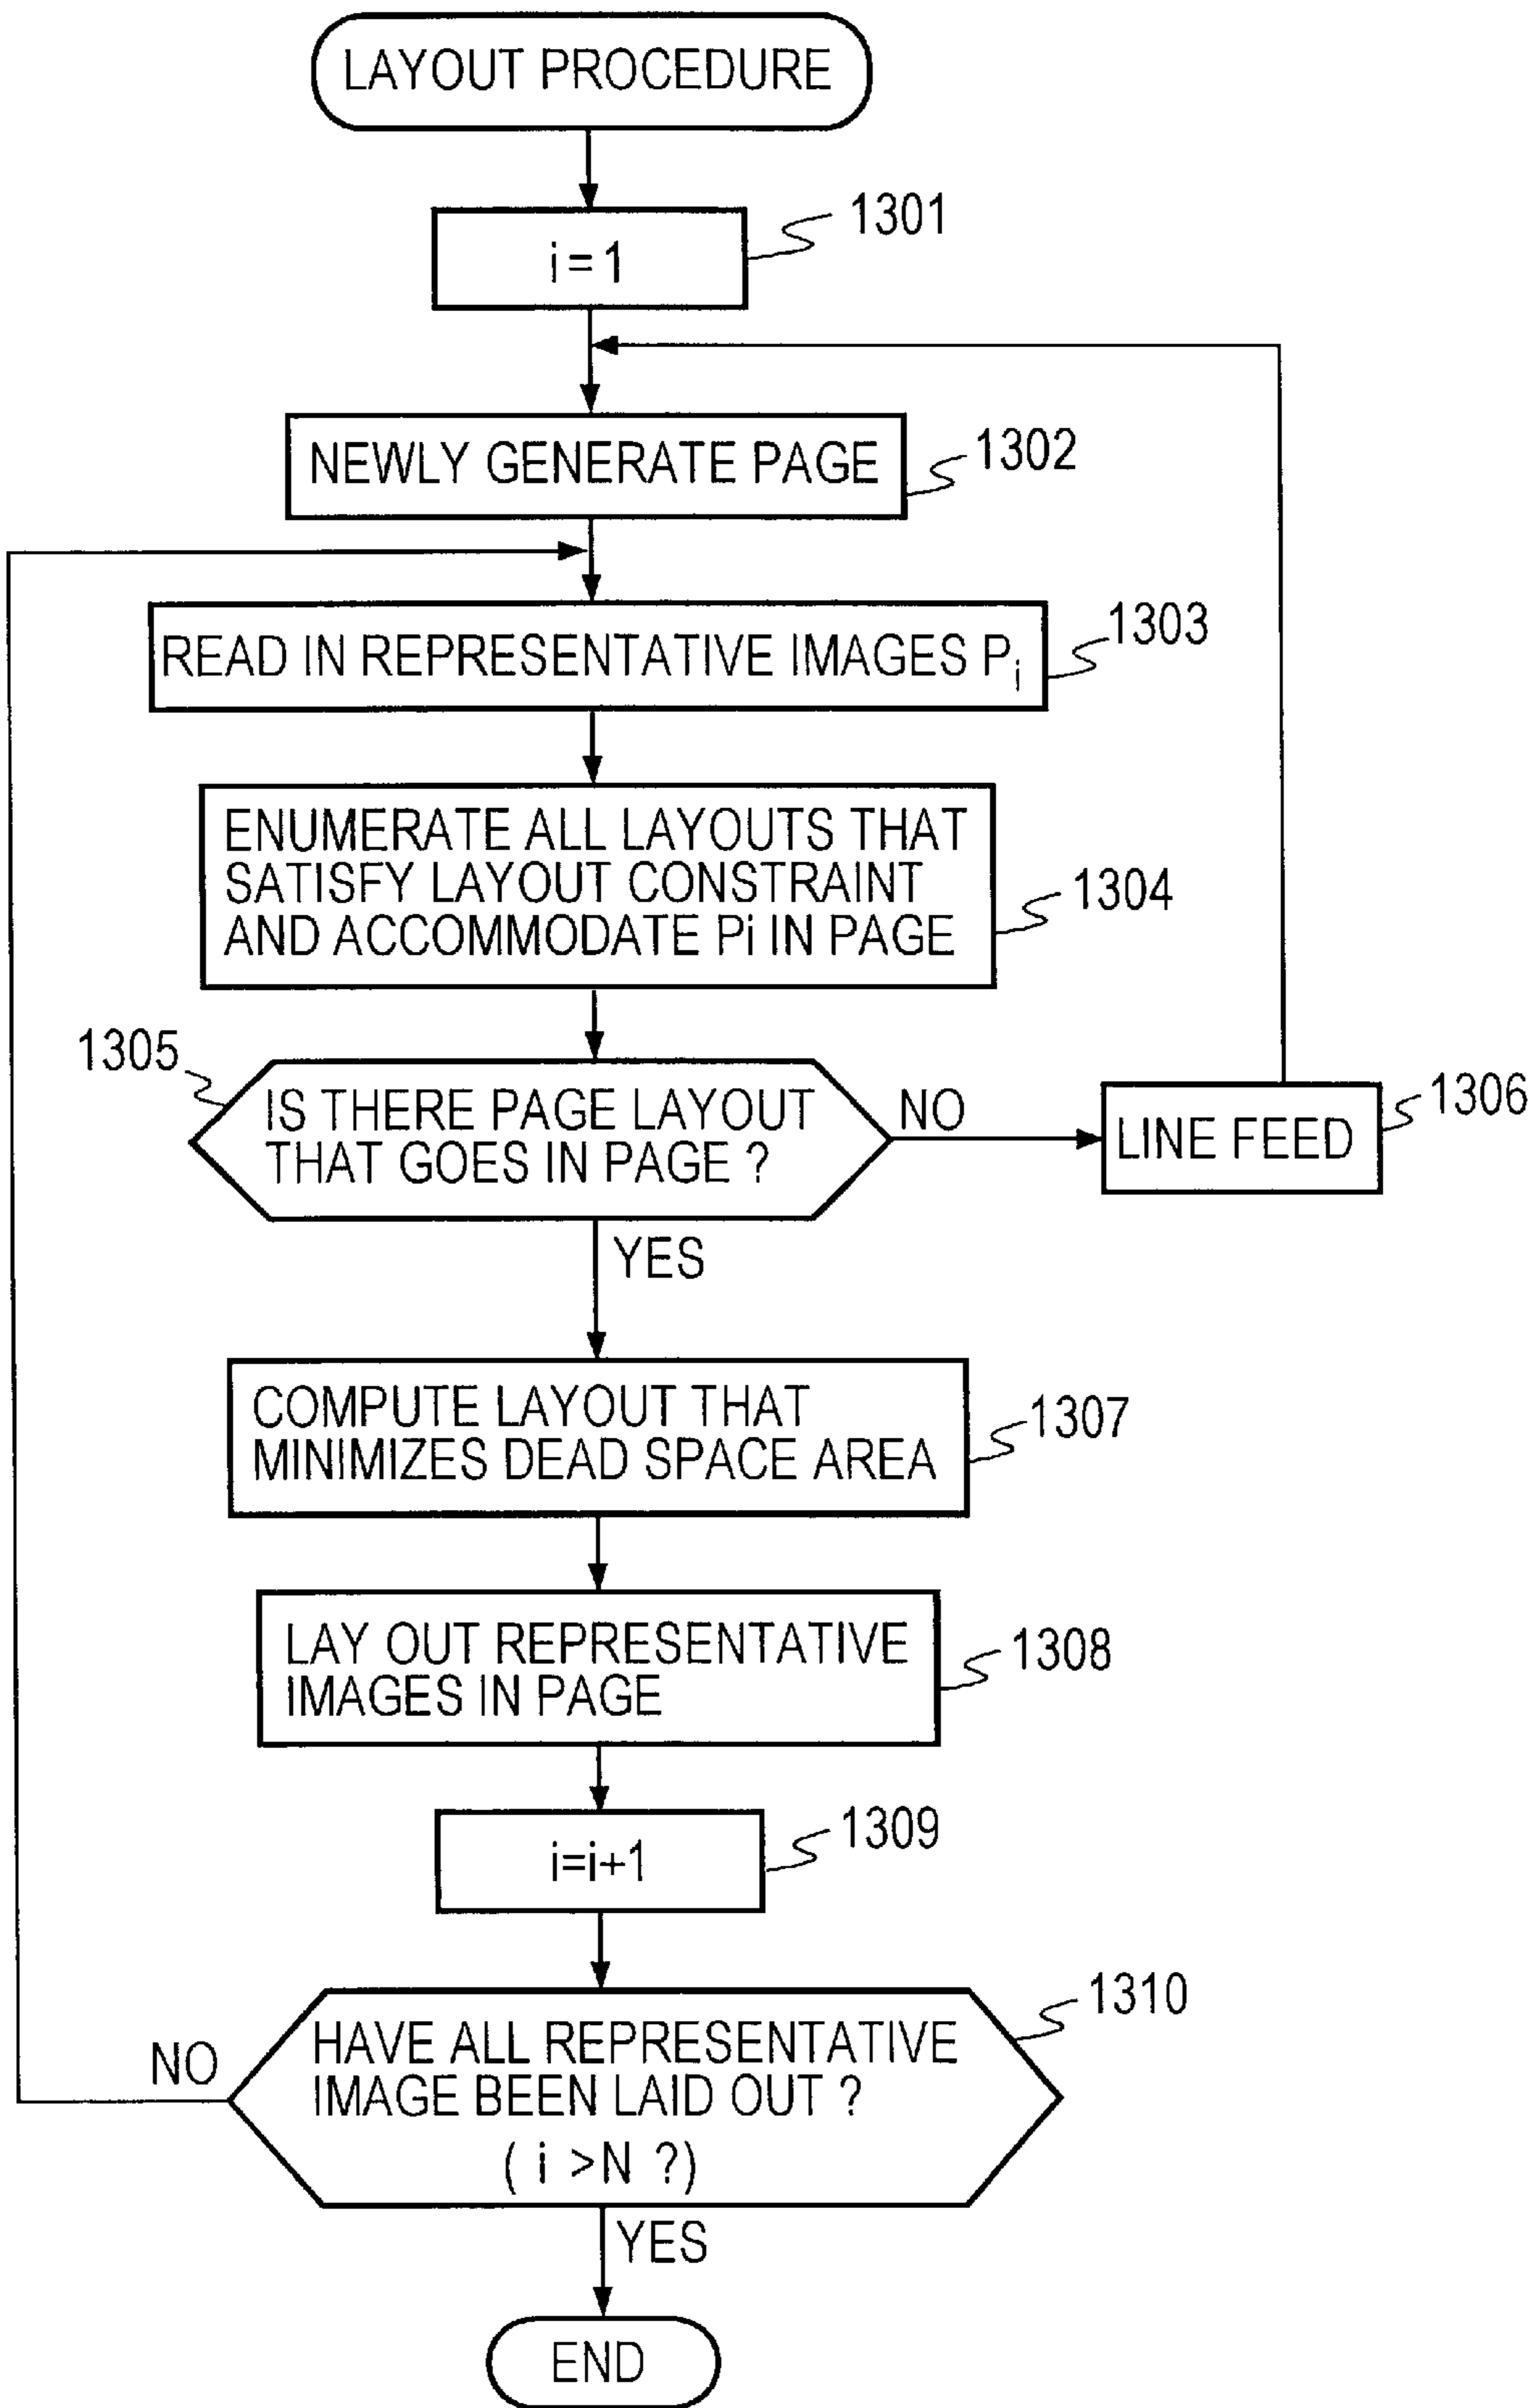 LAYOUT PROCEDURE
1301
i = 1
1302
NEWLY GENERATE PAGE
1303
READ IN REPRESENTATIVE IMAGES Pi
ENUMERATE ALL LAYOUTS THAT
SATISFY LAYOUT CONSTRAINT
AND ACCOMMODATE Pi IN PAGE
1304
1305
IS THERE PAGE LAYOUT
THAT GOES IN PAGE ?
NO
LINE FEED
1306
YES
COMPUTE LAYOUT THAT
MINIMIZES DEAD SPACE AREA
1307
LAY OUT REPRESENTATIVE
IMAGES IN PAGE
1308
i=i+1
1309
1310
HAVE ALL REPRESENTATIVE
IMAGE BEEN LAID OUT ?
( i >N ?)
NO
YES
END